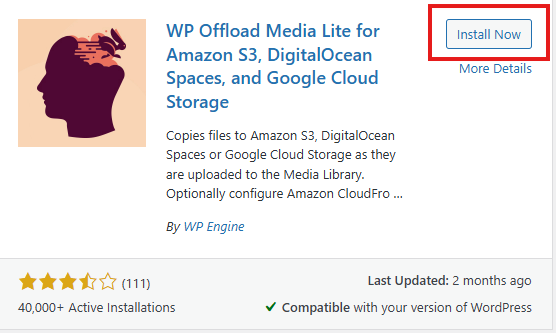 WP Offload Media Lite for
Amazon S3, DigitalOcean
Spaces, and Google Cloud
Storage
Install Now
More Details
Copies files to Amazon S3, DigitalOcean
Spaces or Google Cloud Storage as they
are uploaded to the Media Library.
Optionally configure Amazon CloudFro ...
By WP Engine
(111)
Last Updated: 2 months ago
40,000+ Active Installations
Compatible with your version of WordPress